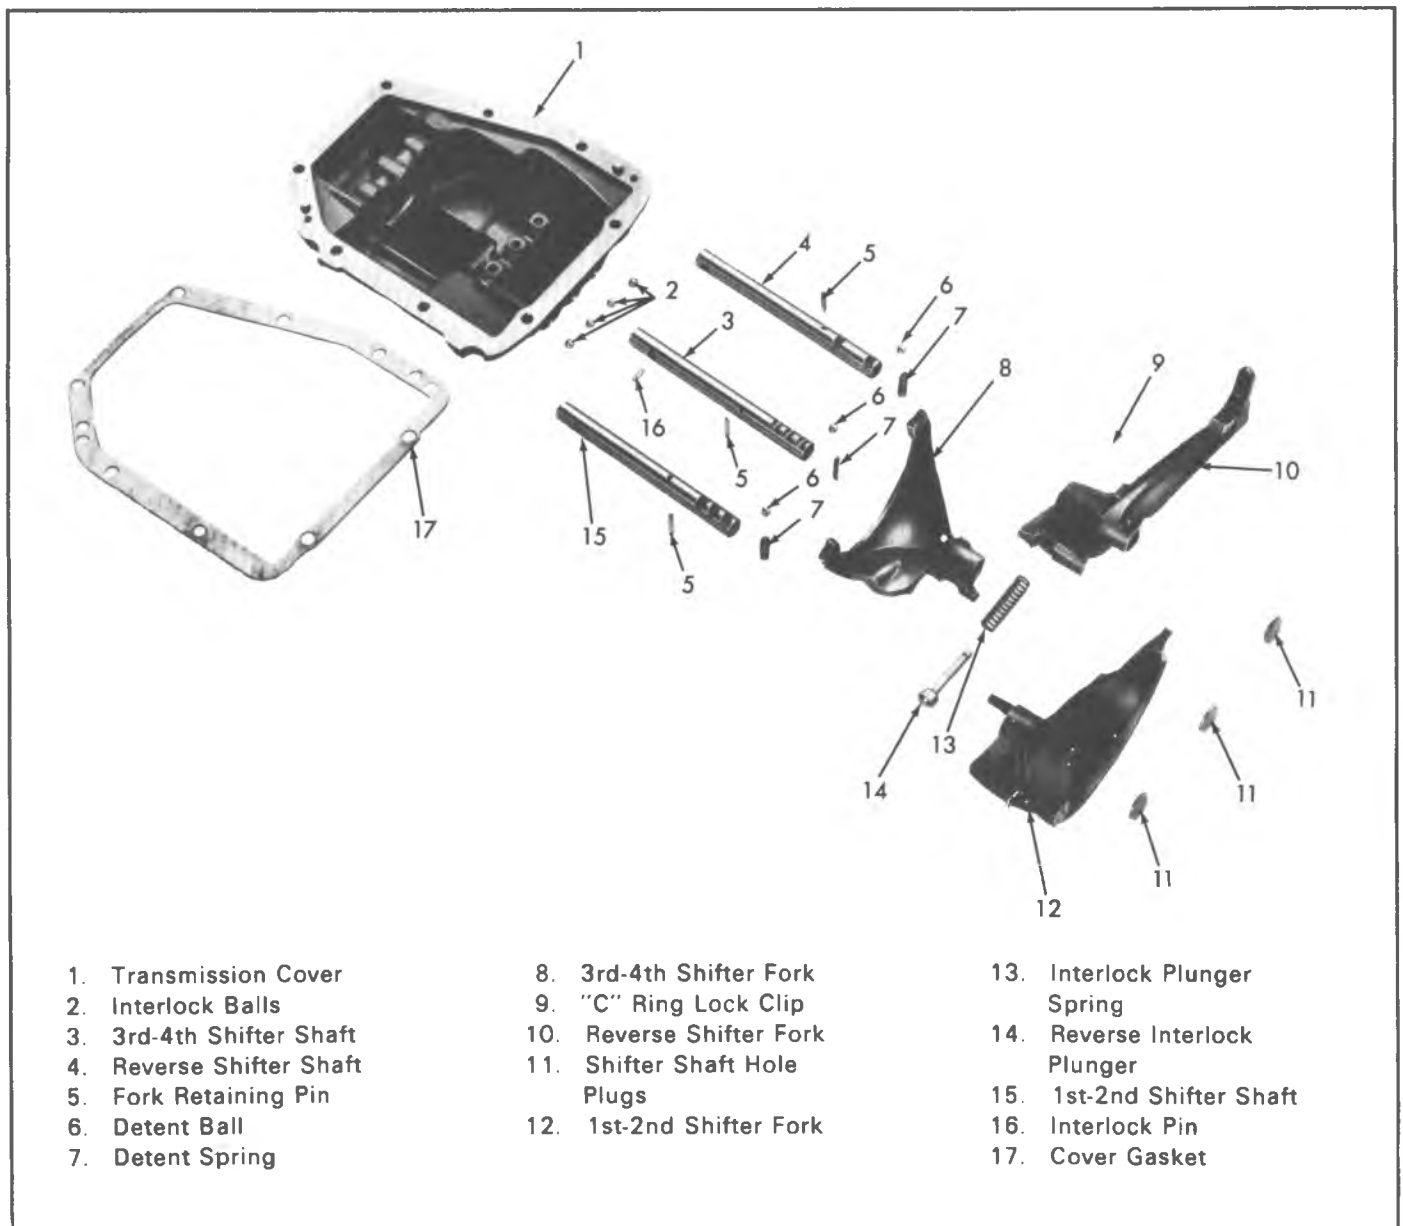 1
2
3
4
5
6
7
8
9
10
6
7
16
5
6
7
15
5
17
11
13
14
11
11
12
1. Transmission Cover
2. Interlock Balls
3. 3rd-4th Shifter Shaft
4. Reverse Shifter Shaft
5. Fork Retaining Pin
6. Detent Ball
7. Detent Spring
8. 3rd-4th Shifter Fork
9. "C" Ring Lock Clip
10. Reverse Shifter Fork
11. Shifter Shaft Hole
Plugs
12. 1st-2nd Shifter Fork
13. Interlock Plunger
Spring
14. Reverse Interlock
Plunger
15. 1st-2nd Shifter Shaft
16. Interlock Pin
17. Cover Gasket
5